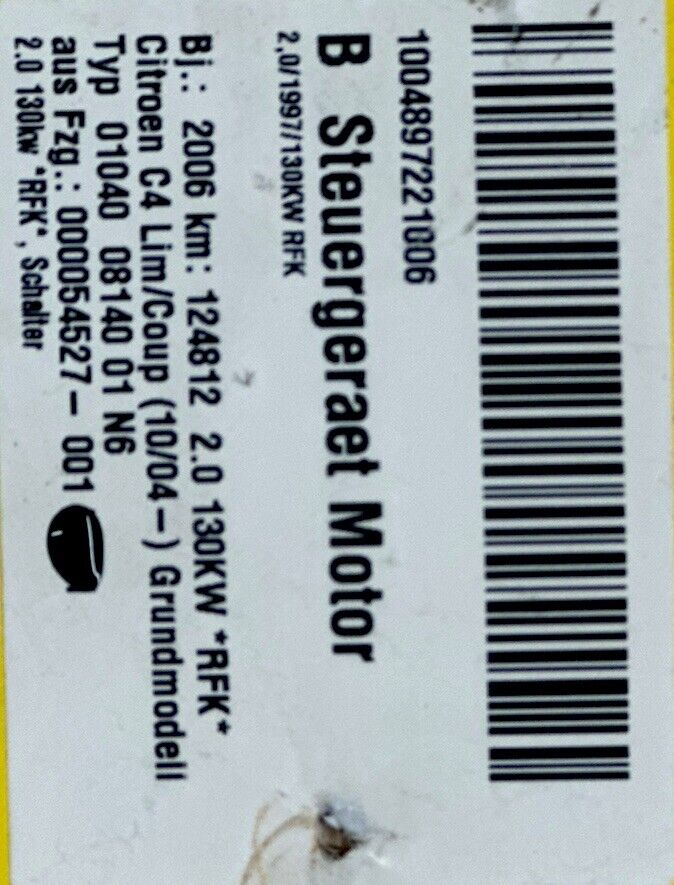 1004897221006
B Steuergeraet Motor
2,0/1997/130KW RFK
Bj.: 2006 km: 124812 2.0 130KW *RFK*
Citroen C4 Lim/Coup (10/04-) Grundmodell
Typ 01040 08140 01 N6
aus Fzg.: 000054527- 001
2.0 130kw *RFK*, Schalter